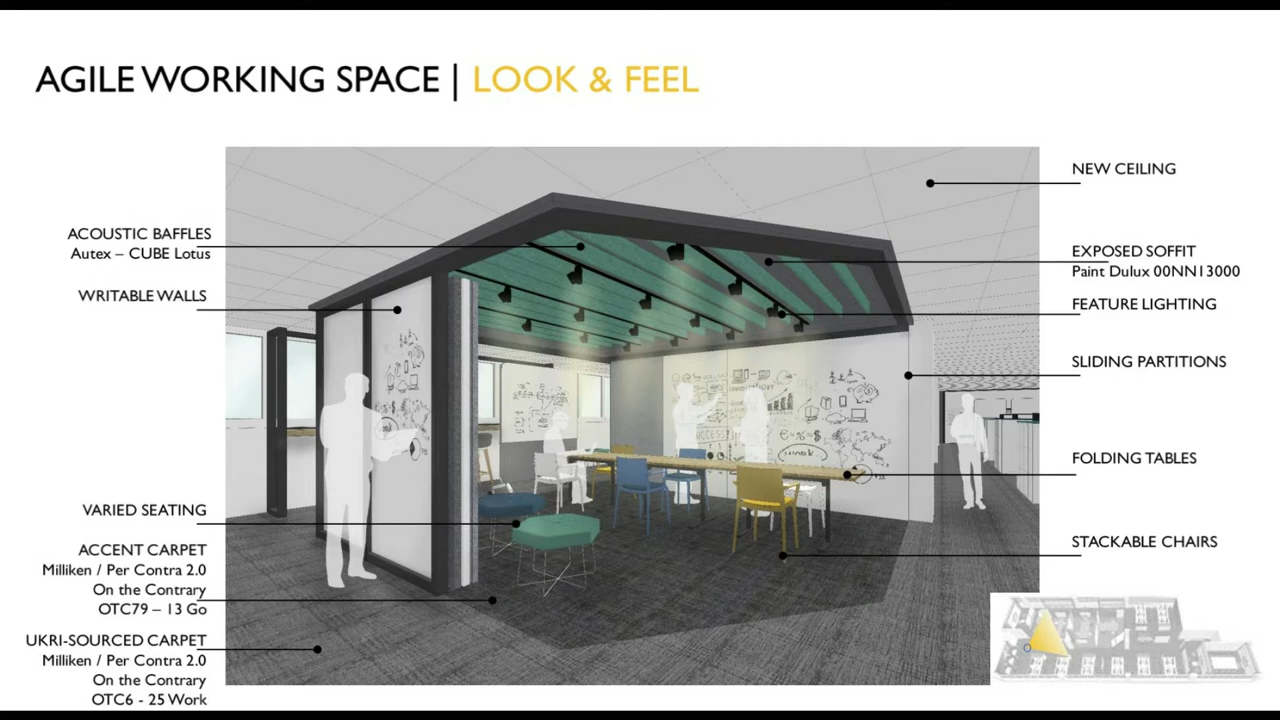 AGILE WORKING SPACE | LOOK & FEEL
ACOUSTIC BAFFLES
Autex – CUBE Lotus
WRITABLE WALLS
VARIED SEATING
ACCENT CARPET
Milliken / Per Contra 2.0
On the Contrary
OTC79 – 13 Go
UKRI-SOURCED CARPET
Milliken / Per Contra 2.0
On the Contrary
OTC6 - 25 Work
NEW CEILING
EXPOSED SOFFIT
Paint Dulux 00NN13000
FEATURE LIGHTING
SLIDING PARTITIONS
FOLDING TABLES
STACKABLE CHAIRS
SUCCESS
work